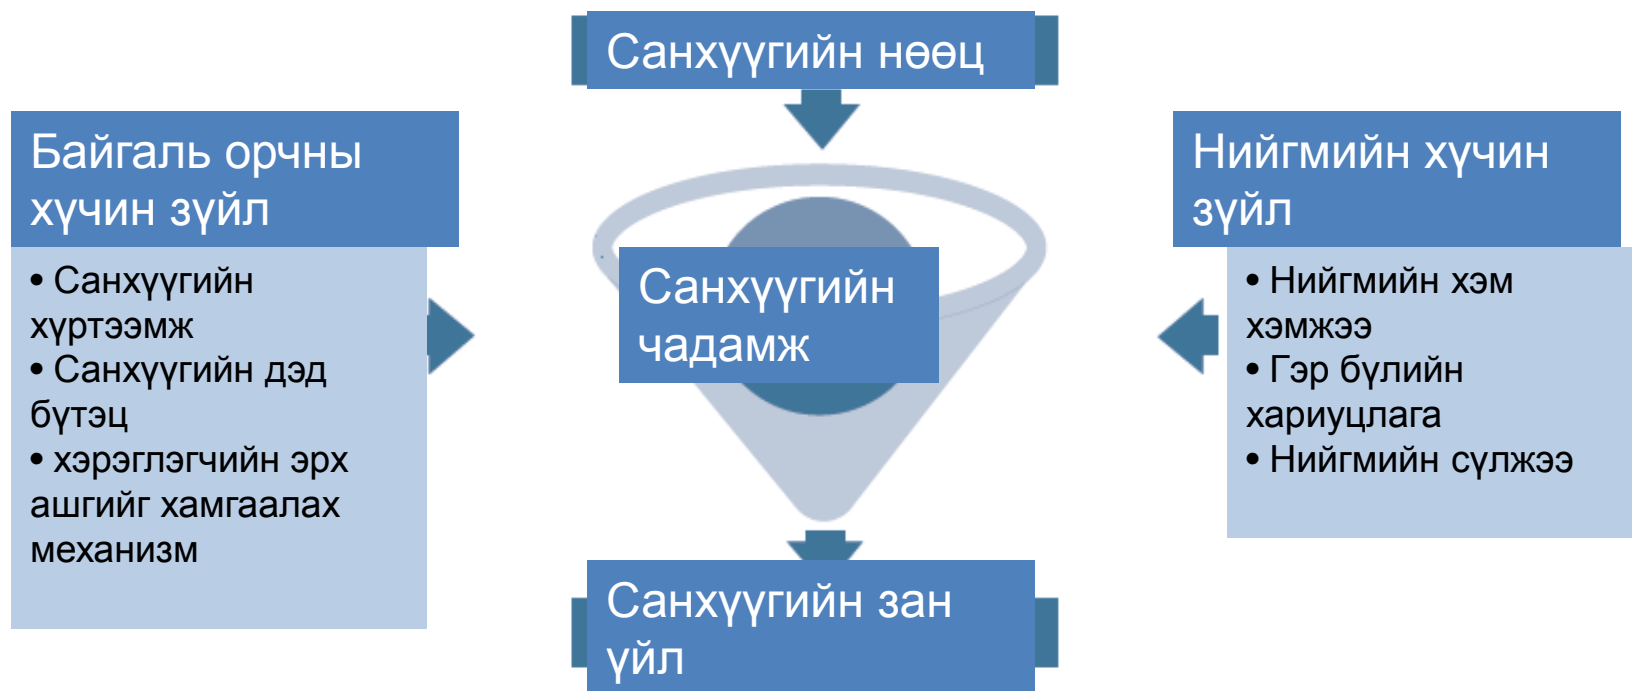 Санхүүгийн нөөц
Байгаль орчны
хүчин зүйл
• Санхүүгийн
хүртээмж
• Санхүүгийн дэд
бүтэц
• хэрэглэгчийн эрх
ашгийг хамгаалах
механизм
Санхүүгийн
чадамж
Нийгмийн хүчин
зүйл
• Нийгмийн хэм
хэмжээ
• Гэр бүлийн
хариуцлага
• Нийгмийн сүлжээ
Санхүүгийн зан
үйл